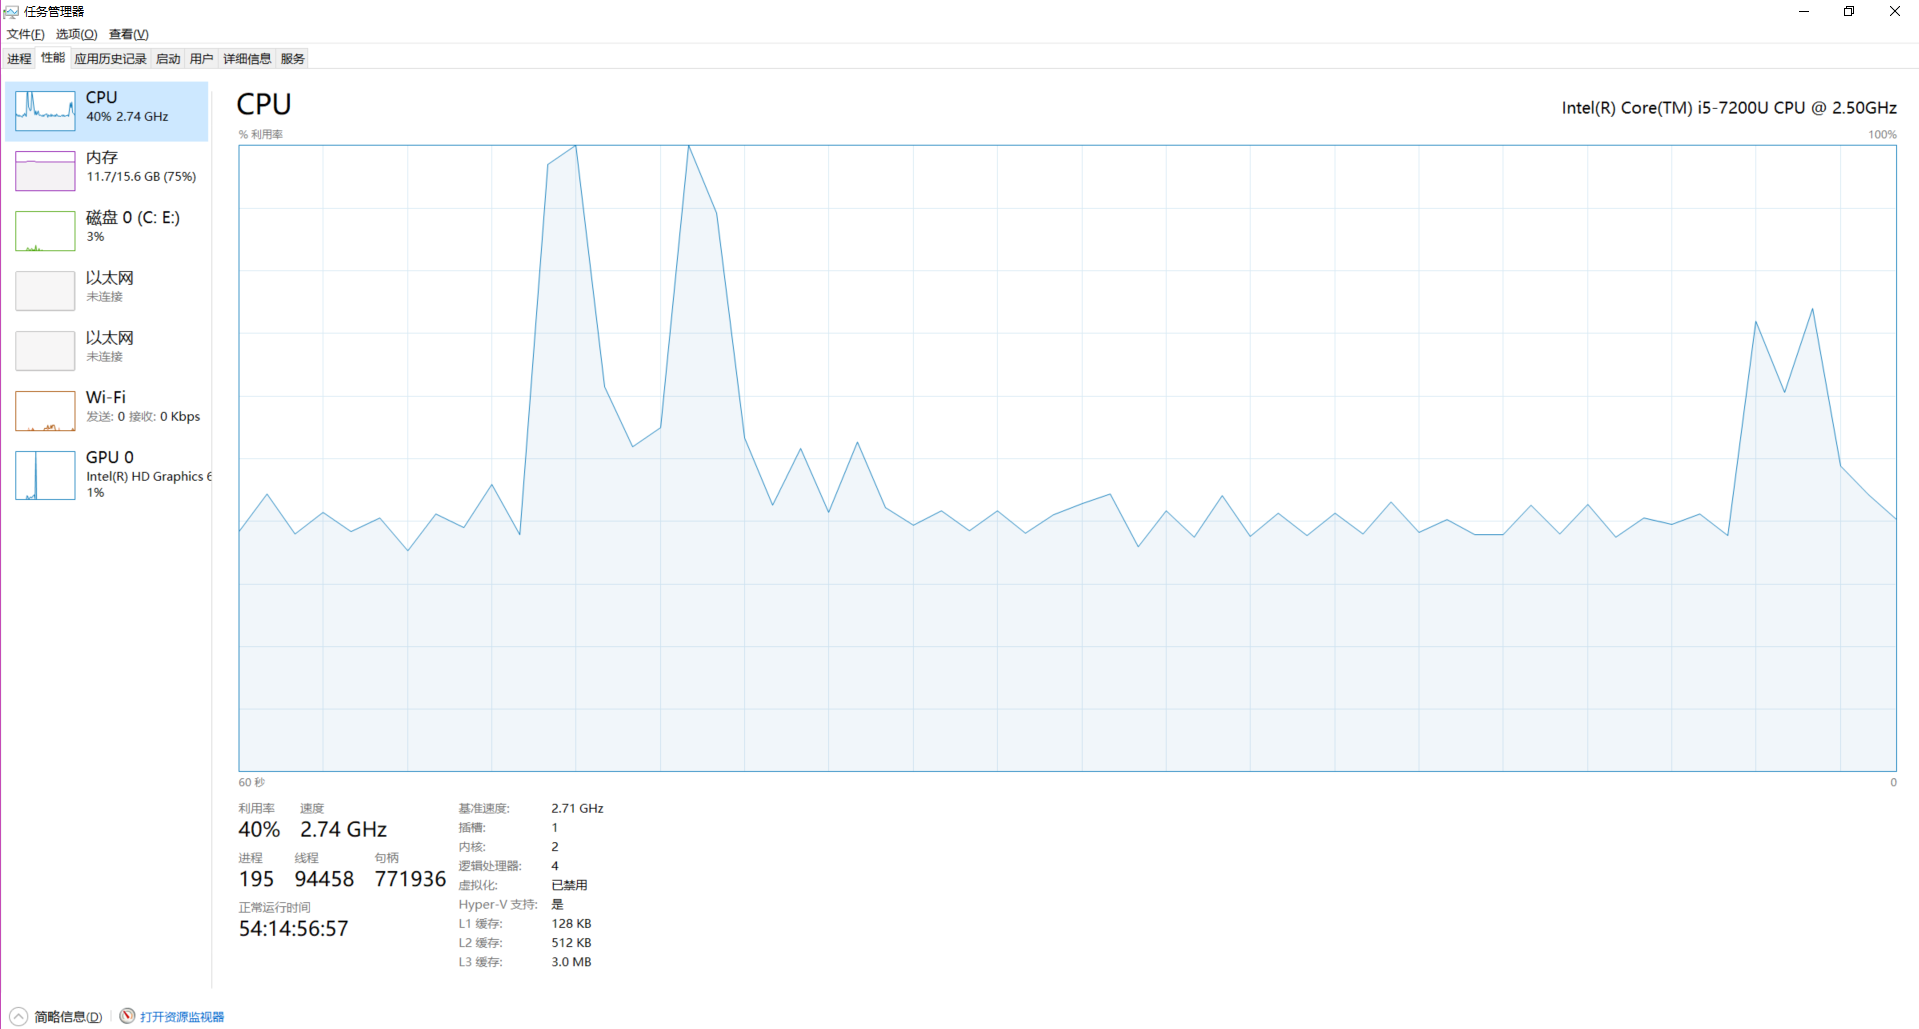 任务管理器
文件(F) 选项(O) 查看(V)
进程 性能 应用历史记录 启动 用户 详细信息 服务
CPU
40% 2.74 GHz
内存
11.7/15.6 GB (75%)
磁盘 0 (C: E:)
3%
以太网
未连接
以太网
未连接
Wi-Fi
发送: 0 接收: 0 Kbps
GPU 0
Intel(R) HD Graphics 6
1%
CPU
Intel(R) Core(TM) i5-7200U CPU @ 2.50GHz
% 利用率
100%
60 秒
0
利用率 速度
40% 2.74 GHz
进程 线程 句柄
195 94458 771936
正常运行时间
54:14:56:57
基准速度: 2.71 GHz
插槽: 1
内核: 2
逻辑处理器: 4
虚拟化: 已禁用
Hyper-V 支持: 是
L1 缓存: 128 KB
L2 缓存: 512 KB
L3 缓存: 3.0 MB
简略信息(D) 打开资源监视器